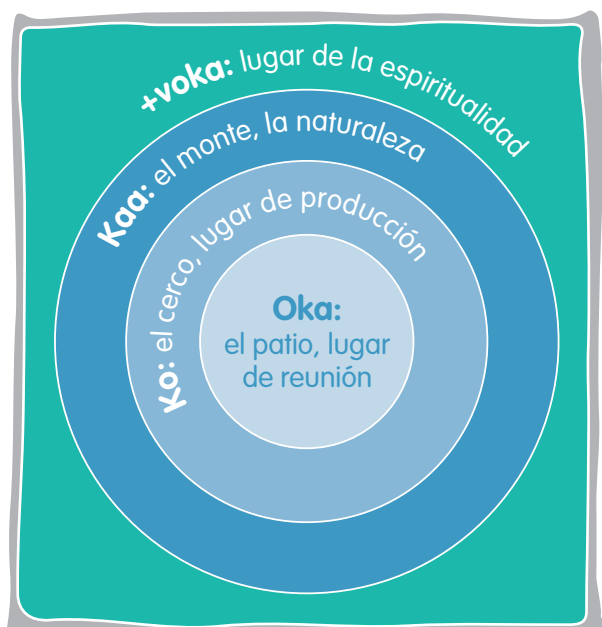 +voka: lugar de la espiritualidad
Kaa: el monte, la naturaleza
Ko: el cerco, lugar de producción
Oka:
el patio, lugar
de reunión